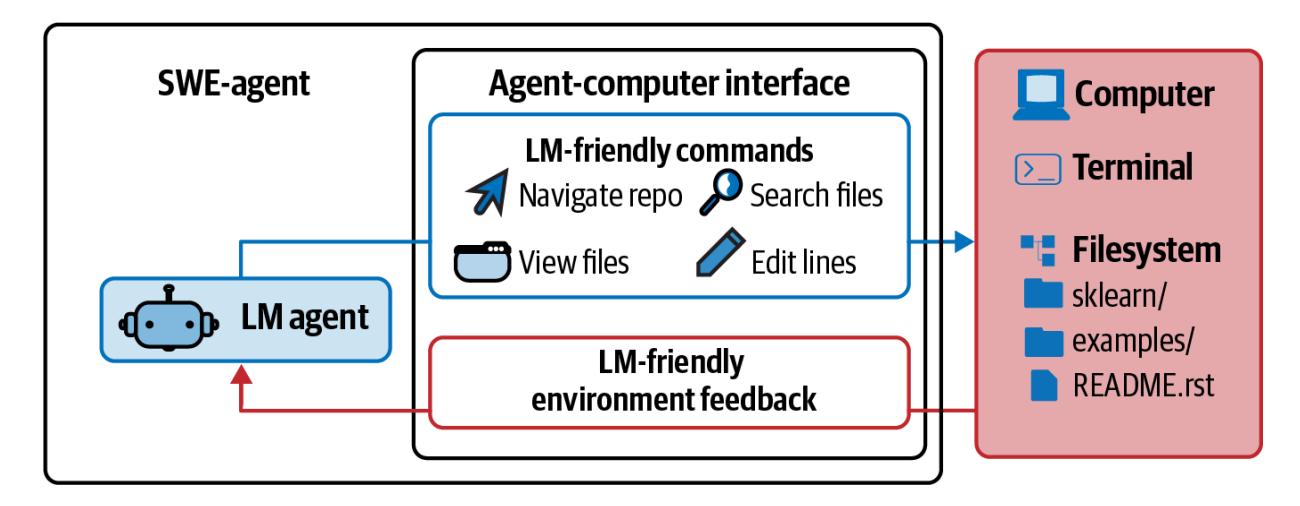 SWE-agent
Agent-computer interface
LM-friendly commands
Navigate repo
Search files
View files
Edit lines
LM agent
LM-friendly
environment feedback
Computer
Terminal
Filesystem
sklearn/
examples/
README.rst